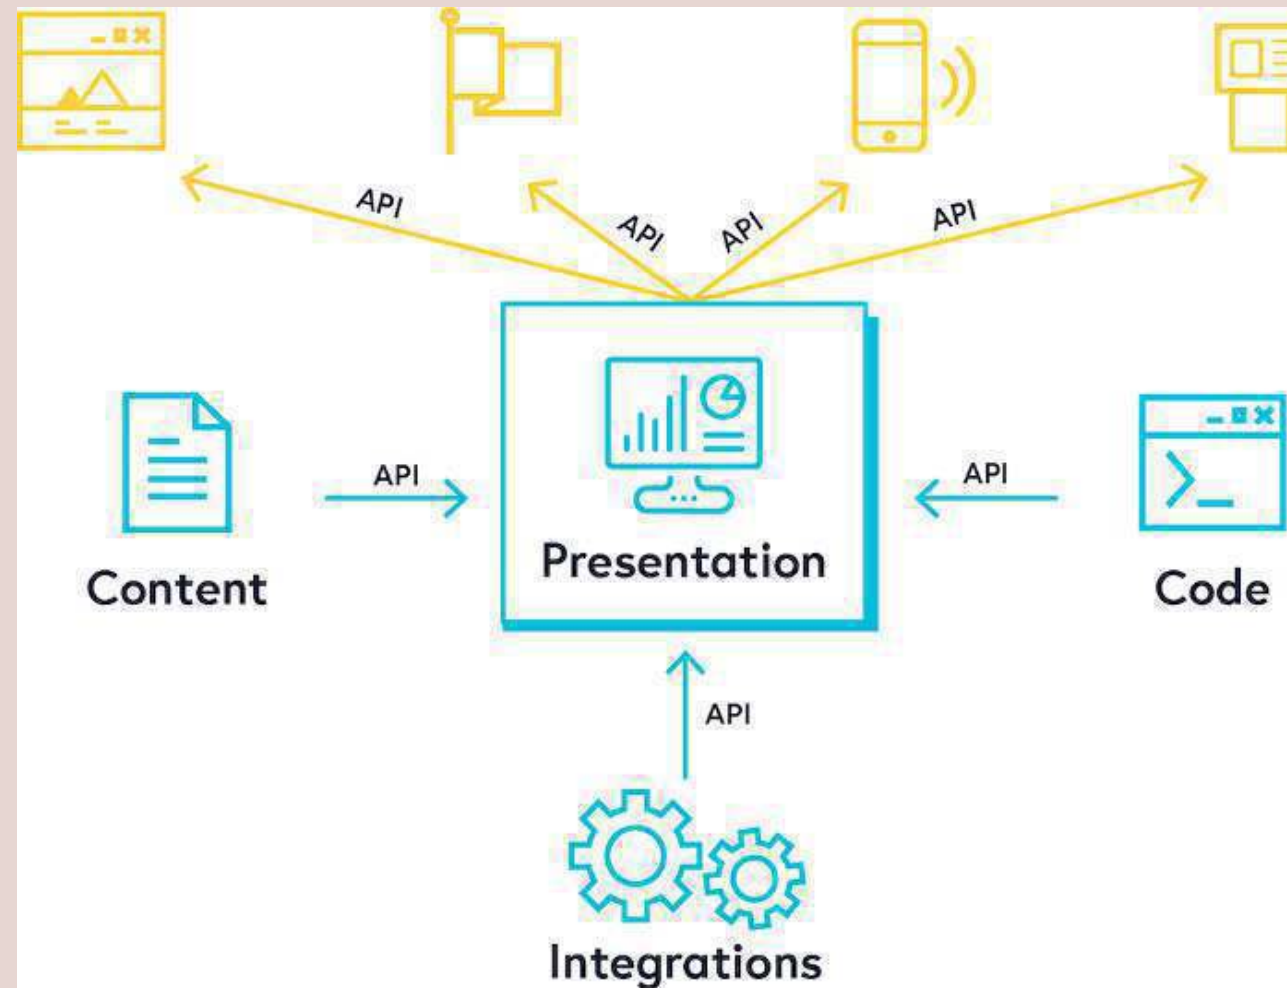 API
API
API
API
API
API
Presentation
Content
Code
API
Integrations